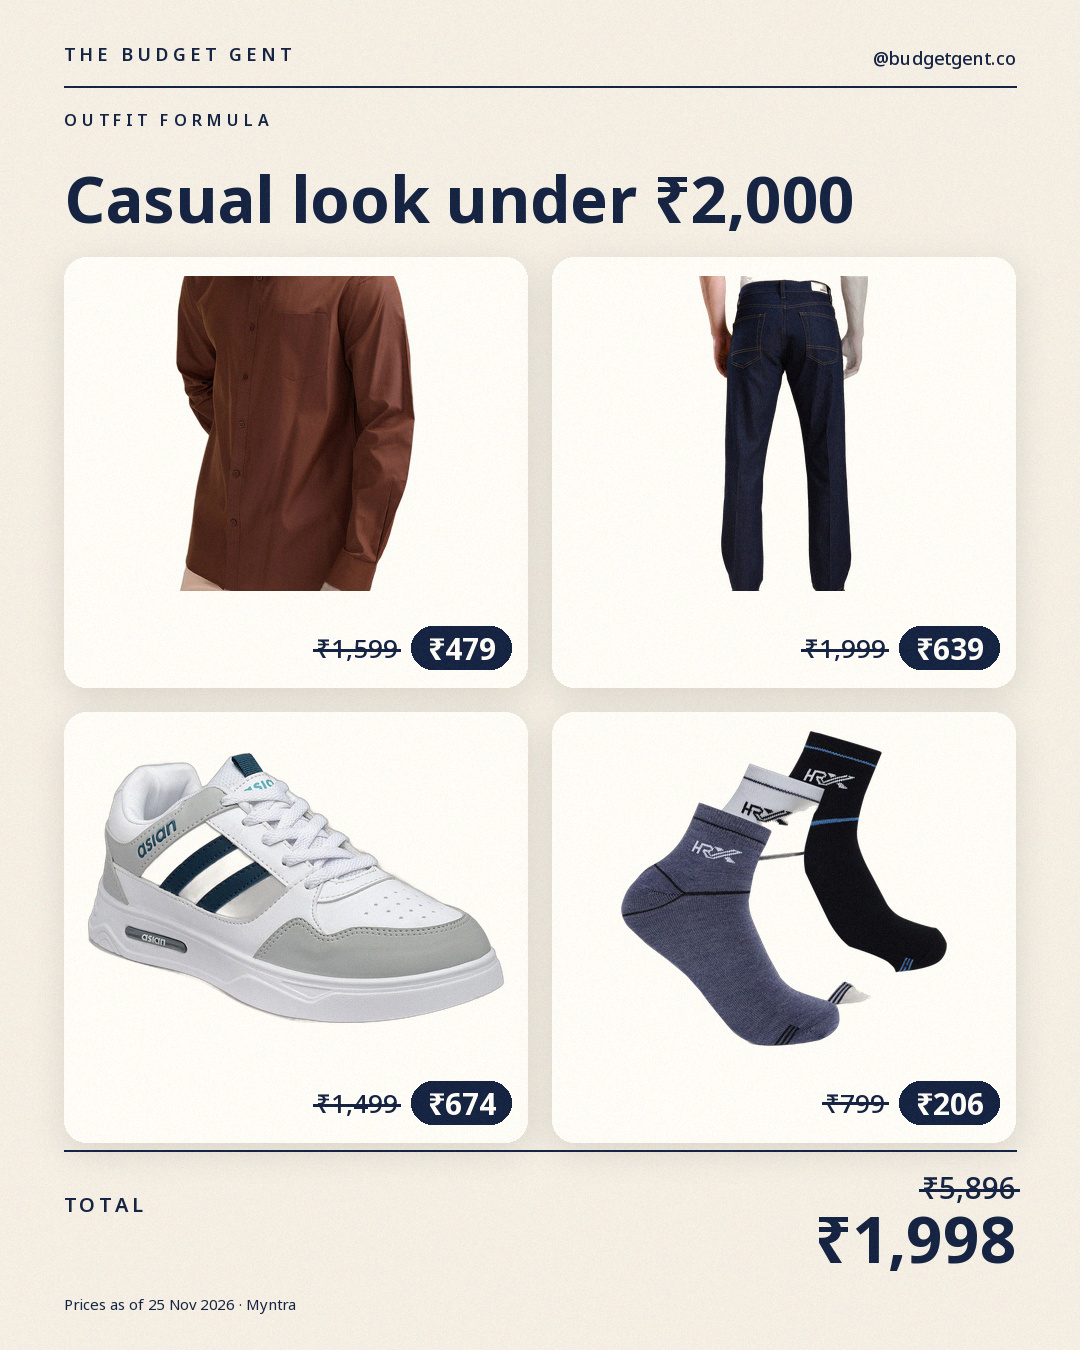 THE BUDGET GENT
@budgetgent.co
OUTFIT FORMULA
Casual look under ₹2,000
₹1,599 ₹479
₹1,999 ₹639
asian
asian
HRX
HRX
HRX
₹1,499 ₹674
₹799 ₹206
TOTAL
₹5,896
₹1,998
Prices as of 25 Nov 2026 · Myntra